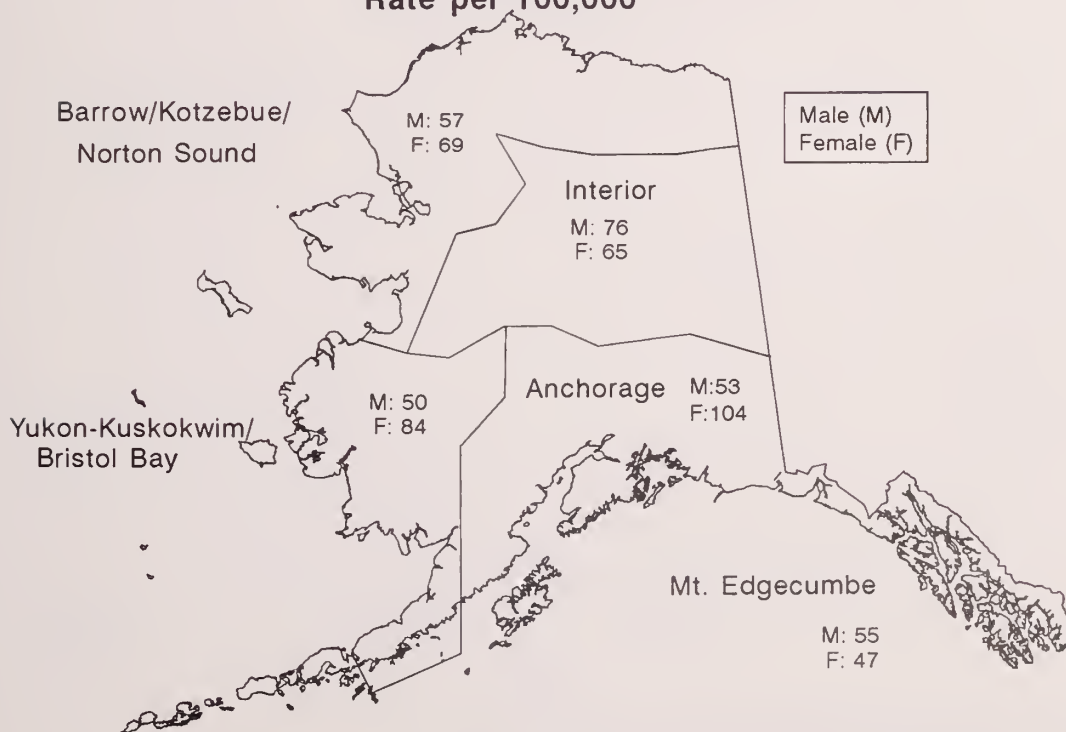 Rate per 100,000
Barrow/Kotzebue/
Norton Sound
M: 57
F: 69
Male (M)
Female (F)
Interior
M: 76
F: 65
Anchorage
M:53
F:104
M: 50
F: 84
Yukon-Kuskokwim/
Bristol Bay
Mt. Edgecumbe
M: 55
F: 47